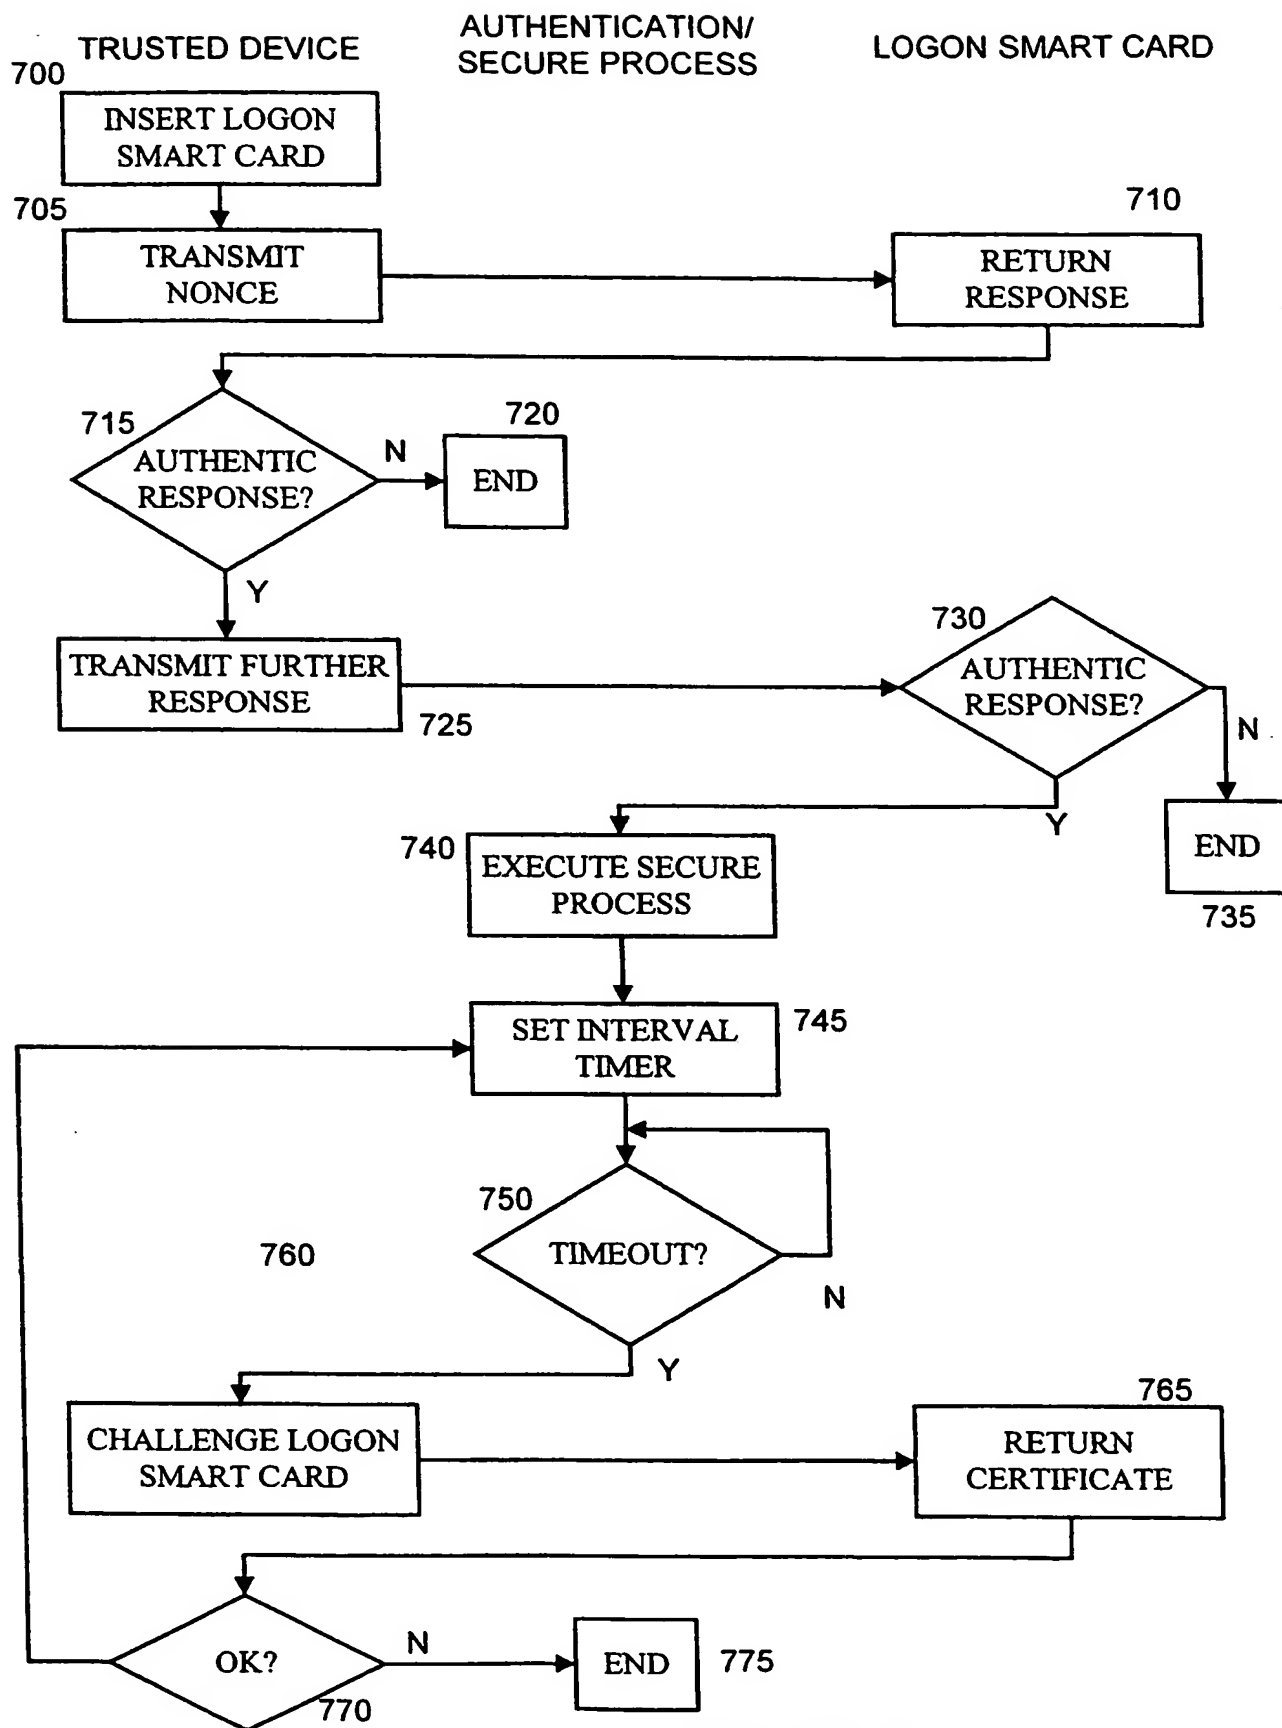 TRUSTED DEVICE
AUTHENTICATION/
SECURE PROCESS
LOGON SMART CARD
700
INSERT LOGON
SMART CARD
705
TRANSMIT
NONCE
710
RETURN
RESPONSE
715
AUTHENTIC
RESPONSE?
N
720
END
Y
TRANSMIT FURTHER
RESPONSE
725
730
AUTHENTIC
RESPONSE?
N
Y
END
735
740
EXECUTE SECURE
PROCESS
SET INTERVAL
TIMER
745
750
TIMEOUT?
N
760
Y
CHALLENGE LOGON
SMART CARD
765
RETURN
CERTIFICATE
OK?
770
N
END
775